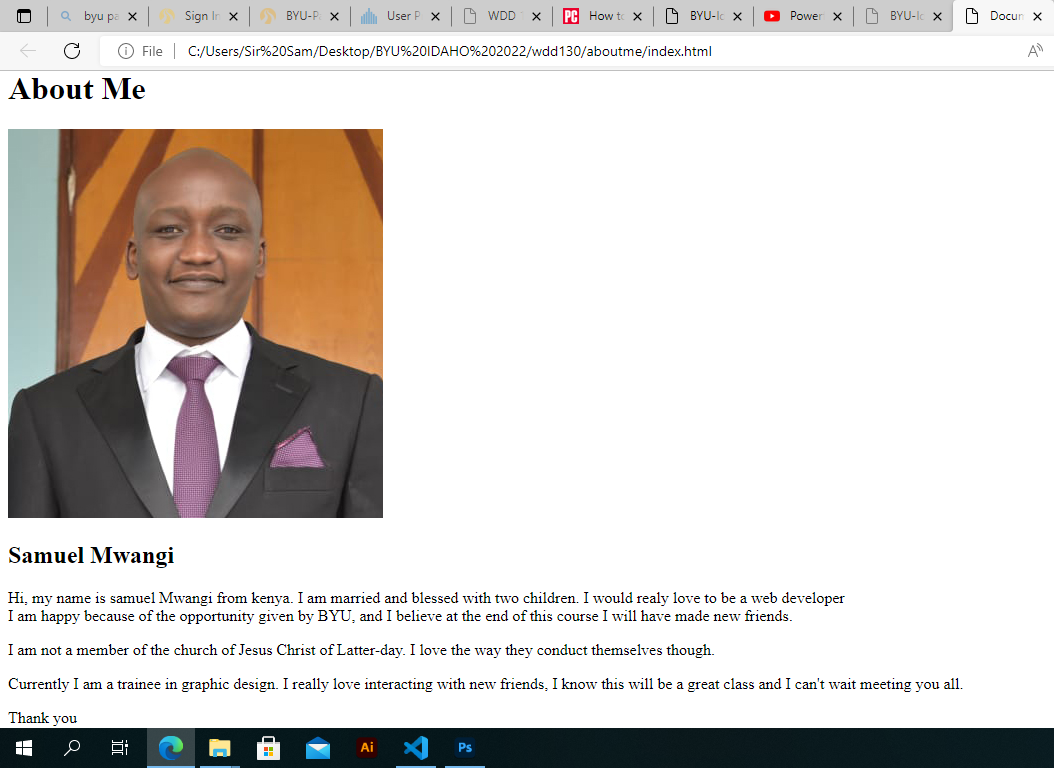 byu pa
Sign In
BYU-P
User P
WDD
How to
BYU-Id
Power
BYU-Id
Docun
File
C:/Users/Sir%20Sam/Desktop/BYU%20IDAHO%202022/wdd130/aboutme/index.html
About Me
Samuel Mwangi
Hi, my name is samuel Mwangi from kenya. I am married and blessed with two children. I would realy love to be a web developer
I am happy because of the opportunity given by BYU, and I believe at the end of this course I will have made new friends.
I am not a member of the church of Jesus Christ of Latter-day. I love the way they conduct themselves though.
Currently I am a trainee in graphic design. I really love interacting with new friends, I know this will be a great class and I can't wait meeting you all.
Thank you
Ai
Ps